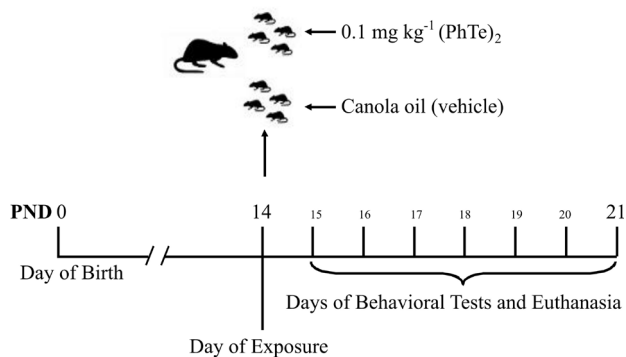 0.1 mg kg⁻¹ (PhTe)₂
Canola oil (vehicle)
PND 0 14 15 16 17 18 19 20 21
Day of Birth
Days of Behavioral Tests and Euthanasia
Day of Exposure